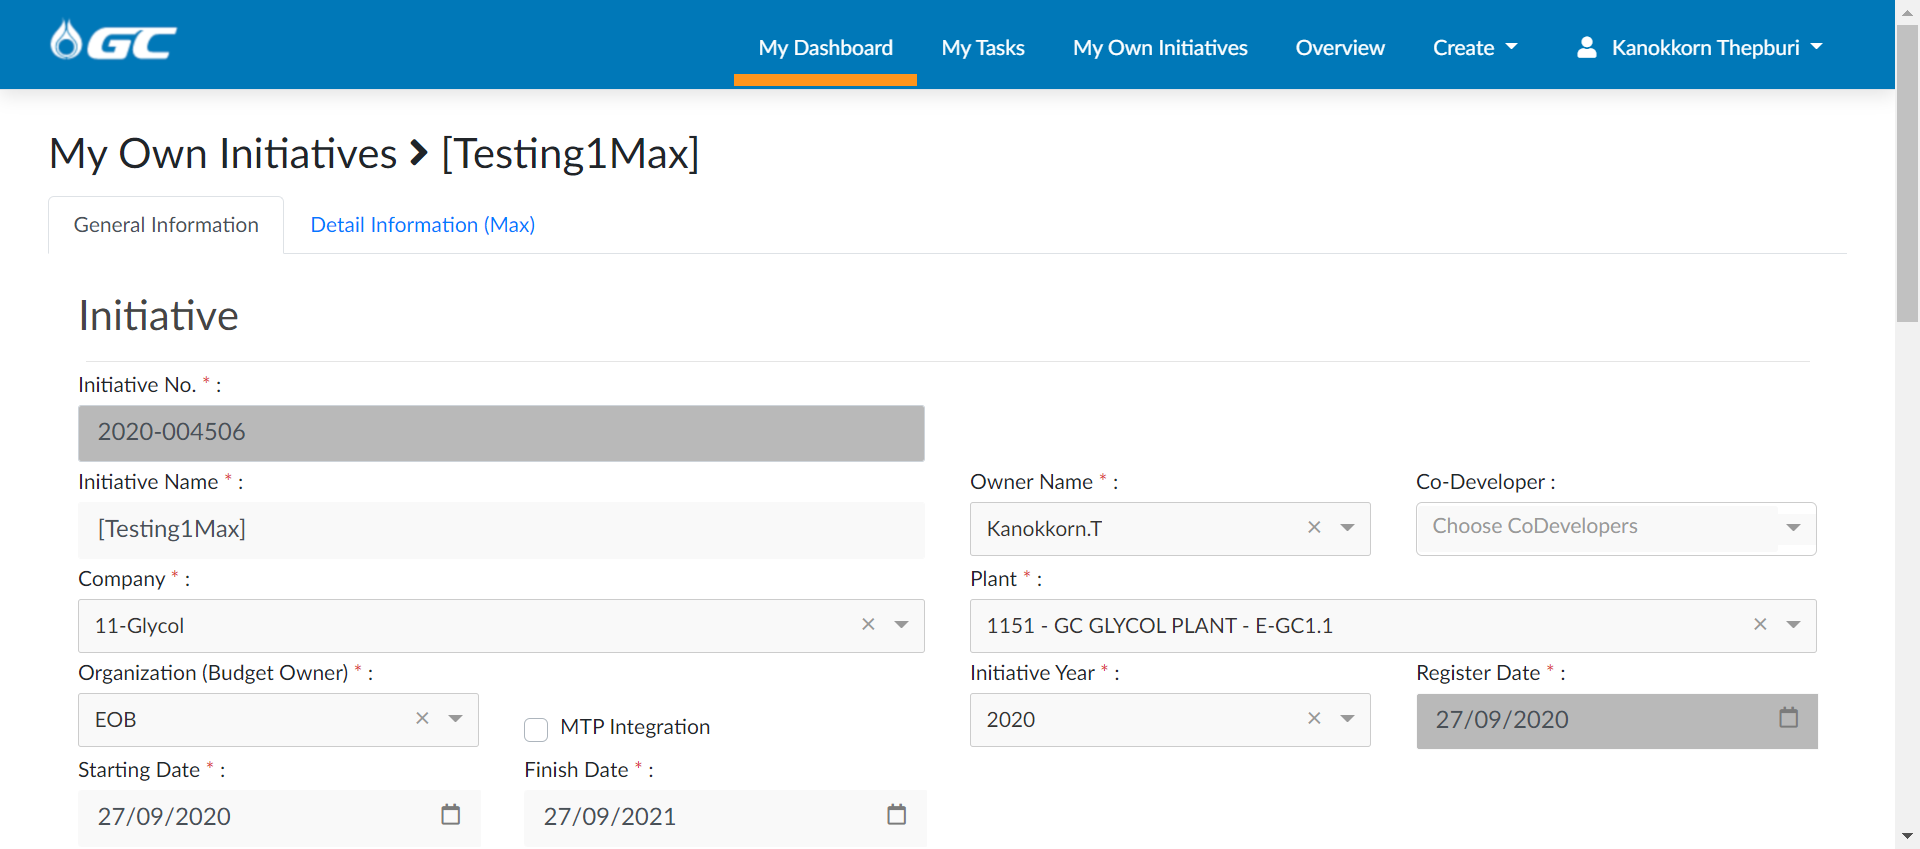 GC
My Dashboard My Tasks My Own Initiatives Overview Create Kanokkorn Thepburi
My Own Initiatives > [Testing1Max]
General Information Detail Information (Max)
Initiative
Initiative No. * :
2020-004506
Initiative Name * : Owner Name * : Co-Developer :
[Testing1Max] Kanokkorn.T × Choose CoDevelopers
Company * : Plant * :
11-Glycol × 1151 - GC GLYCOL PLANT - E-GC1.1 ×
Organization (Budget Owner) * : Initiative Year * : Register Date * :
EOB × MTP Integration 2020 × 27/09/2020
Starting Date * : Finish Date * :
27/09/2020 27/09/2021